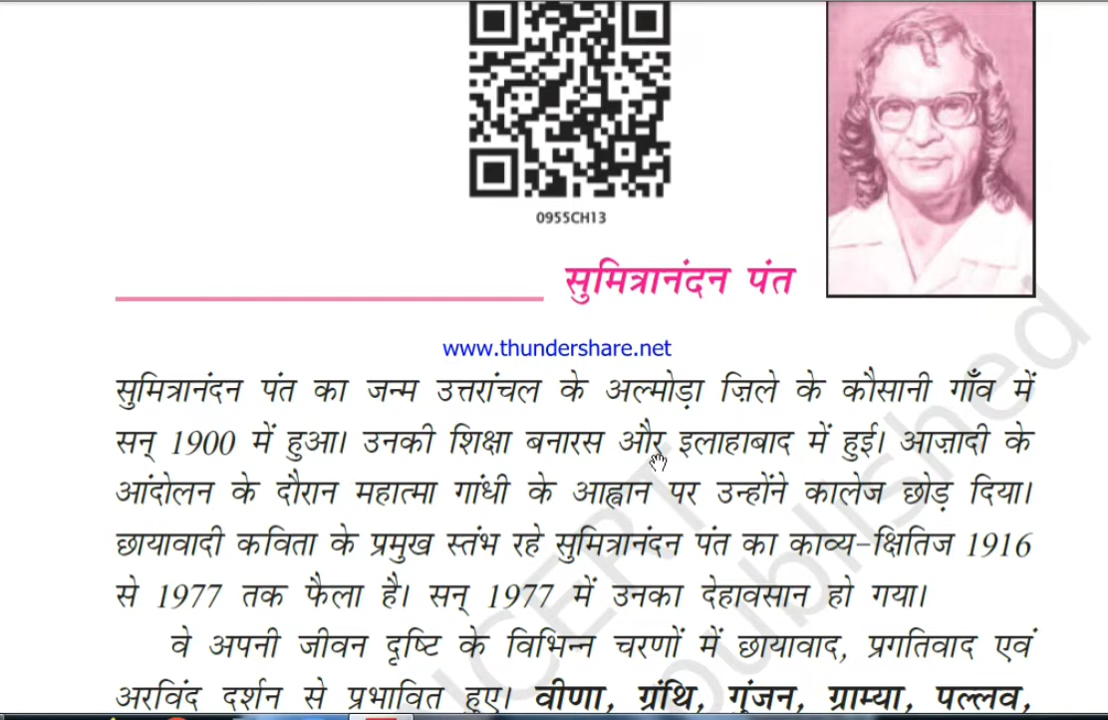 0955CH13
सुमित्रानंदन पंत
www.thundershare.net
सुमित्रानंदन पंत का जन्म उत्तरांचल के अल्मोड़ा ज़िले के कौसानी गाँव में
सन् 1900 में हुआ। उनकी शिक्षा बनारस और इलाहाबाद में हुई। आज़ादी के
आंदोलन के दौरान महात्मा गांधी के आह्वान पर उन्होंने कालेज छोड़ दिया।
छायावादी कविता के प्रमुख स्तंभ रहे सुमित्रानंदन पंत का काव्य-क्षितिज 1916
से 1977 तक फैला है। सन् 1977 में उनका देहावसान हो गया।
वे अपनी जीवन दृष्टि के विभिन्न चरणों में छायावाद, प्रगतिवाद एवं
अरविंद दर्शन से प्रभावित हुए। वीणा, ग्रंथि, गुंजन, ग्राम्या, पल्लव,
NCERT
published